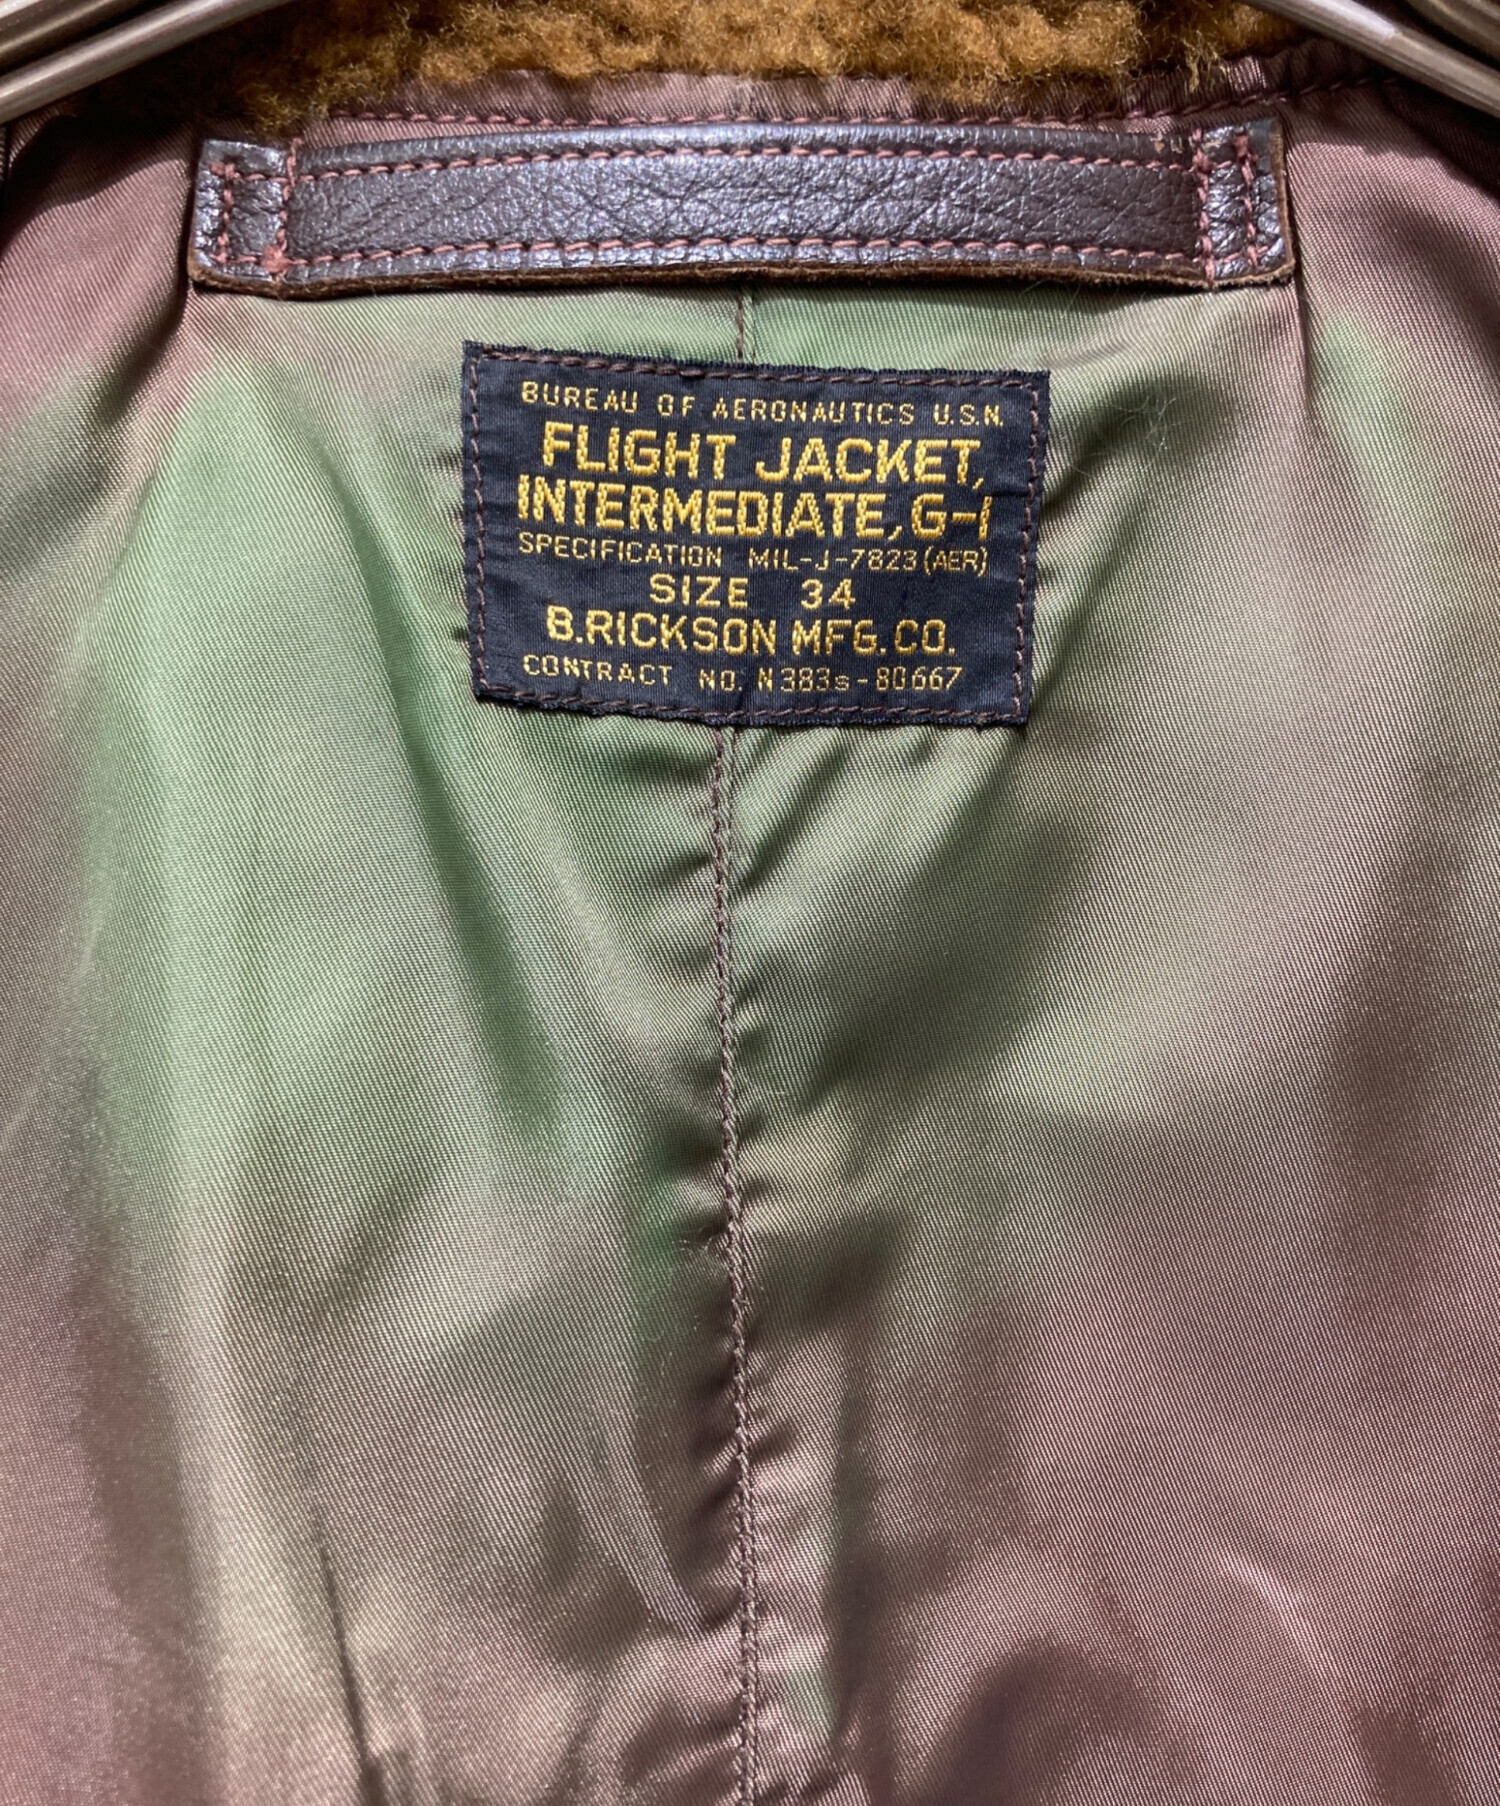 BUREAU OF AERONAUTICS U.S.N.
FLIGHT JACKET,
INTERMEDIATE, G-1
SPECIFICATION MIL-J-7823(AER)
SIZE 34
B.RICKSON MFG.CO.
CONTRACT NO. N383s-80667